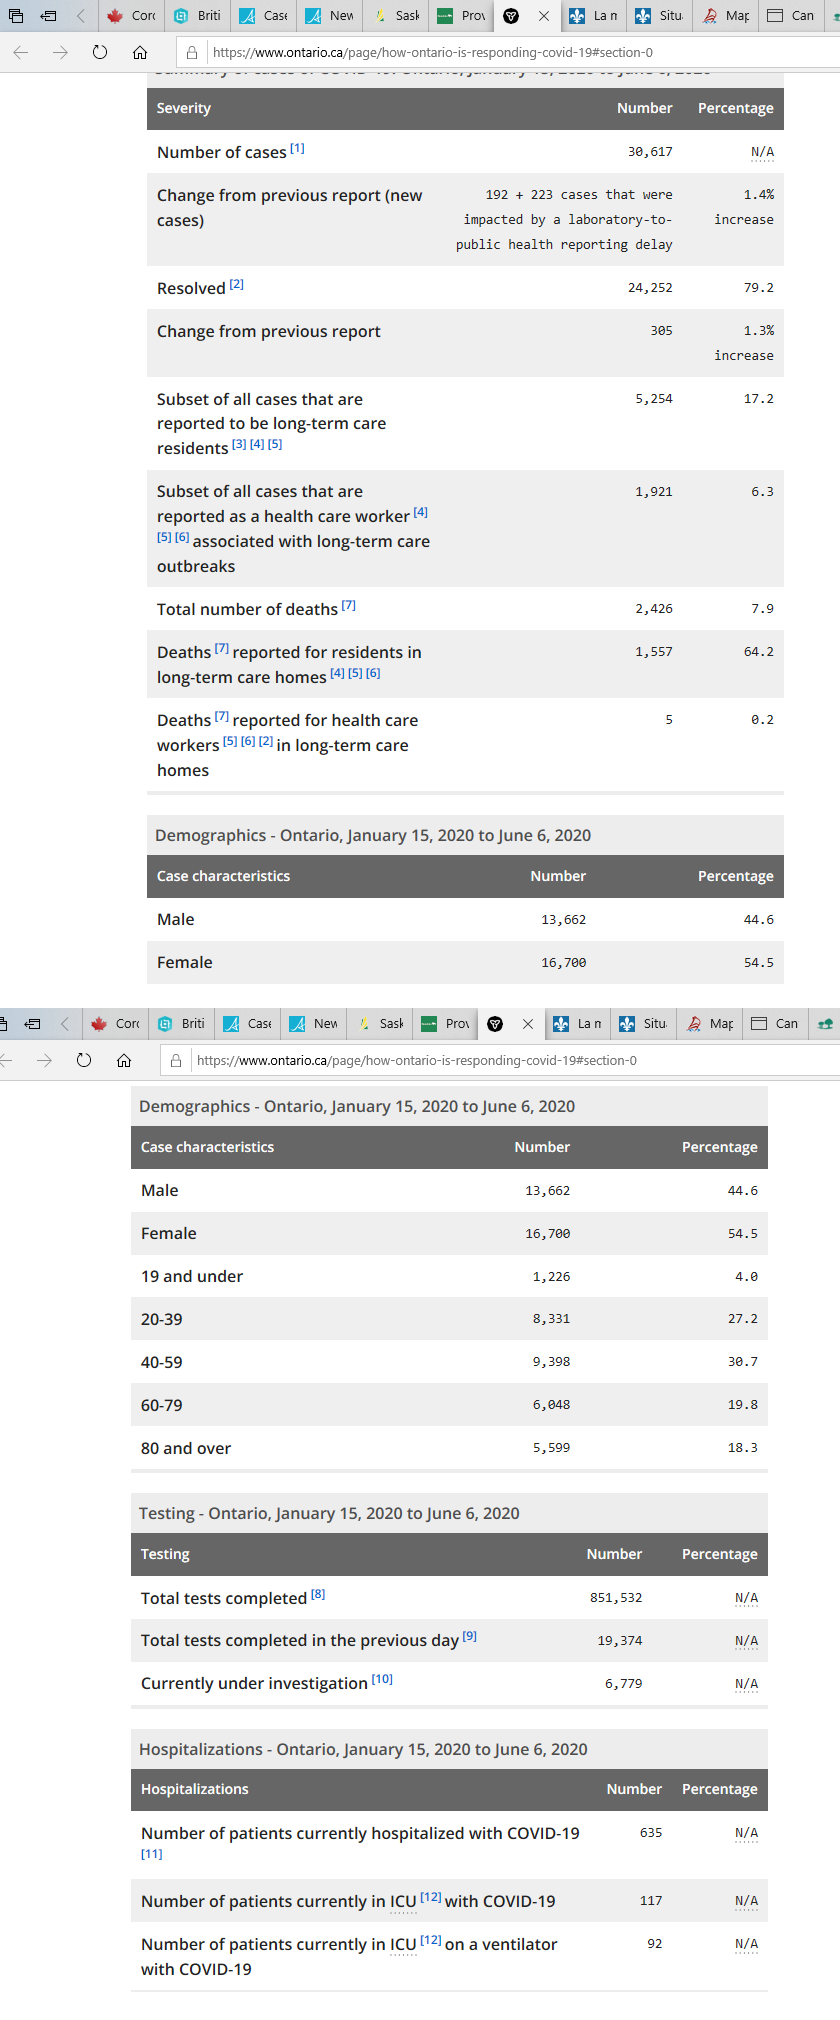 Corc
Briti
Case
New
Sask
Prov
La m
Situ
Map
Can
https://www.ontario.ca/page/how-ontario-is-responding-covid-19#section-0
Severity Number Percentage
Number of cases [1] 30,617 N/A
Change from previous report (new 192 + 223 cases that were 1.4%
cases) impacted by a laboratory-to- increase
public health reporting delay
Resolved [2] 24,252 79.2
Change from previous report 305 1.3%
increase
Subset of all cases that are 5,254 17.2
reported to be long-term care
residents [3] [4] [5]
Subset of all cases that are 1,921 6.3
reported as a health care worker [4]
[5] [6] associated with long-term care
outbreaks
Total number of deaths [7] 2,426 7.9
Deaths [7] reported for residents in 1,557 64.2
long-term care homes [4] [5] [6]
Deaths [7] reported for health care 5 0.2
workers [5] [6] [2] in long-term care
homes
Demographics - Ontario, January 15, 2020 to June 6, 2020
Case characteristics Number Percentage
Male 13,662 44.6
Female 16,700 54.5
Corc
Briti
Case
New
Sask
Prov
La m
Situ
Map
Can
https://www.ontario.ca/page/how-ontario-is-responding-covid-19#section-0
Demographics - Ontario, January 15, 2020 to June 6, 2020
Case characteristics Number Percentage
Male 13,662 44.6
Female 16,700 54.5
19 and under 1,226 4.0
20-39 8,331 27.2
40-59 9,398 30.7
60-79 6,048 19.8
80 and over 5,599 18.3
Testing - Ontario, January 15, 2020 to June 6, 2020
Testing Number Percentage
Total tests completed [8] 851,532 N/A
Total tests completed in the previous day [9] 19,374 N/A
Currently under investigation [10] 6,779 N/A
Hospitalizations - Ontario, January 15, 2020 to June 6, 2020
Hospitalizations Number Percentage
Number of patients currently hospitalized with COVID-19 635 N/A
[11]
Number of patients currently in ICU [12] with COVID-19 117 N/A
Number of patients currently in ICU [12] on a ventilator 92 N/A
with COVID-19